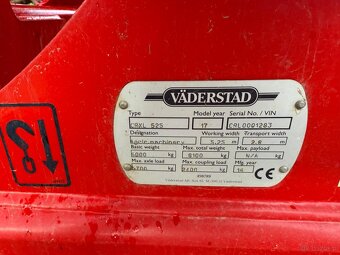 VÄDERSTAD
Type Model year Serial No. / VIN
CRXL 525 17
Designation Working width Transport width
5,25 m m
Basic weight Max. total weight Max. payload
5000 kg 8100 kg N/A kg
Max. axle load Max. coupling load Mfg. year
kg kg 16 CE